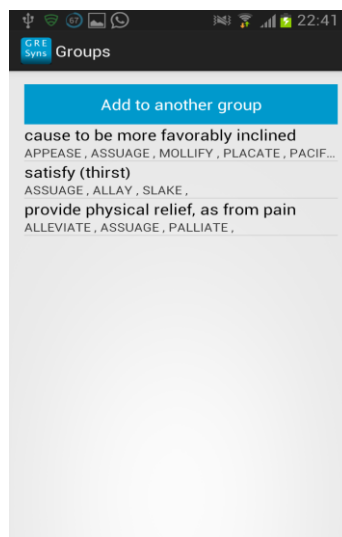 67
22:41
GRE
Syns
Groups
Add to another group
cause to be more favorably inclined
APPEASE , ASSUAGE , MOLLIFY , PLACATE , PACIF...
satisfy (thirst)
ASSUAGE , ALLAY , SLAKE ,
provide physical relief, as from pain
ALLEVIATE , ASSUAGE , PALLIATE ,